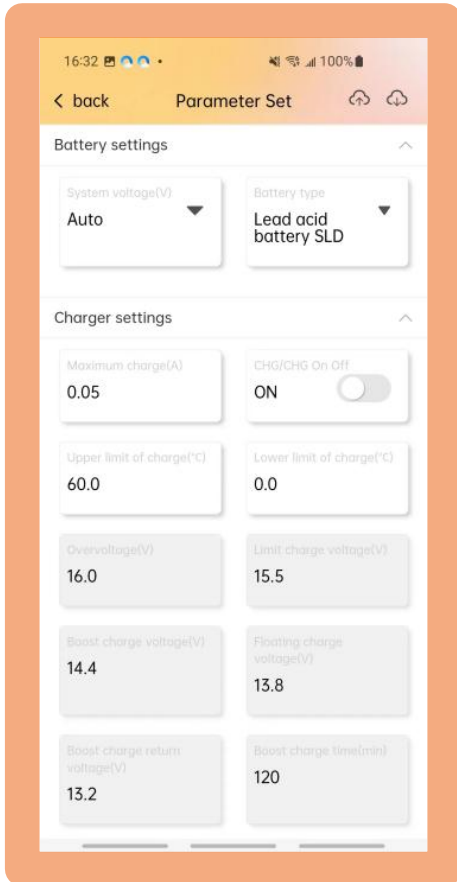 16:32 100%
back Parameter Set
Battery settings
System voltage(V) Battery type
Auto Lead acid
battery SLD
Charger settings
Maximum charge(A) CHG/CHG On Off
0.05 ON
Upper limit of charge(°C) Lower limit of charge(°C)
60.0 0.0
Overvoltage(V) Limit charge voltage(V)
16.0 15.5
Boost charge voltage(V) Floating charge
voltage(V)
14.4 13.8
Boost charge return Boost charge time(min)
voltage(V)
13.2 120